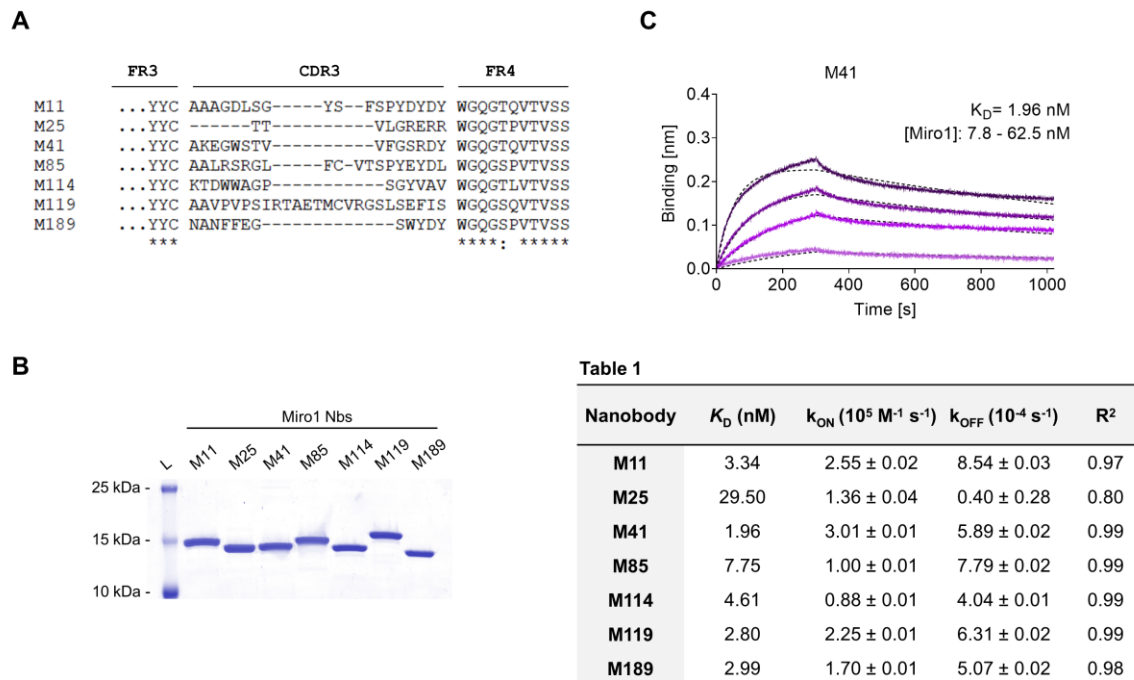 A
FR3 CDR3 FR4
M11 ...YYC AAAGDLSG-----YS--FSPYDYDY WGQGTQVTVSS
M25 ...YYC ------TT---------VLGRERR WGQGTPVTVSS
M41 ...YYC AKEGWSTV---------VFGSRDY WGQGTQVTVSS
M85 ...YYC AALRSRGL----FC-VTSPYEYDL WGQGSPVTVSS
M114 ...YYC KTDWWAGP-----------SGYVAV WGQGTLVTVSS
M119 ...YYC AAVPVPSIRTAETMCVRGSLSEFIS WGQGSQVTVSS
M189 ...YYC NANFFEG-------------SWYDY WGQGSPVTVSS
*** ****: *****
B
Miro1 Nbs
L M11 M25 M41 M85 M114 M119 M189
25 kDa -
15 kDa -
10 kDa -
C
M41
K_D= 1.96 nM
[Miro1]: 7.8 - 62.5 nM
Binding [nm]
0.4
0.3
0.2
0.1
0.0
0 200 400 600 800 1000
Time [s]
Table 1
Nanobody K_D (nM) k_ON (10⁵ M⁻¹ s⁻¹) k_OFF (10⁻⁴ s⁻¹) R²
M11 3.34 2.55 ± 0.02 8.54 ± 0.03 0.97
M25 29.50 1.36 ± 0.04 0.40 ± 0.28 0.80
M41 1.96 3.01 ± 0.01 5.89 ± 0.02 0.99
M85 7.75 1.00 ± 0.01 7.79 ± 0.02 0.99
M114 4.61 0.88 ± 0.01 4.04 ± 0.01 0.99
M119 2.80 2.25 ± 0.01 6.31 ± 0.02 0.99
M189 2.99 1.70 ± 0.01 5.07 ± 0.02 0.98